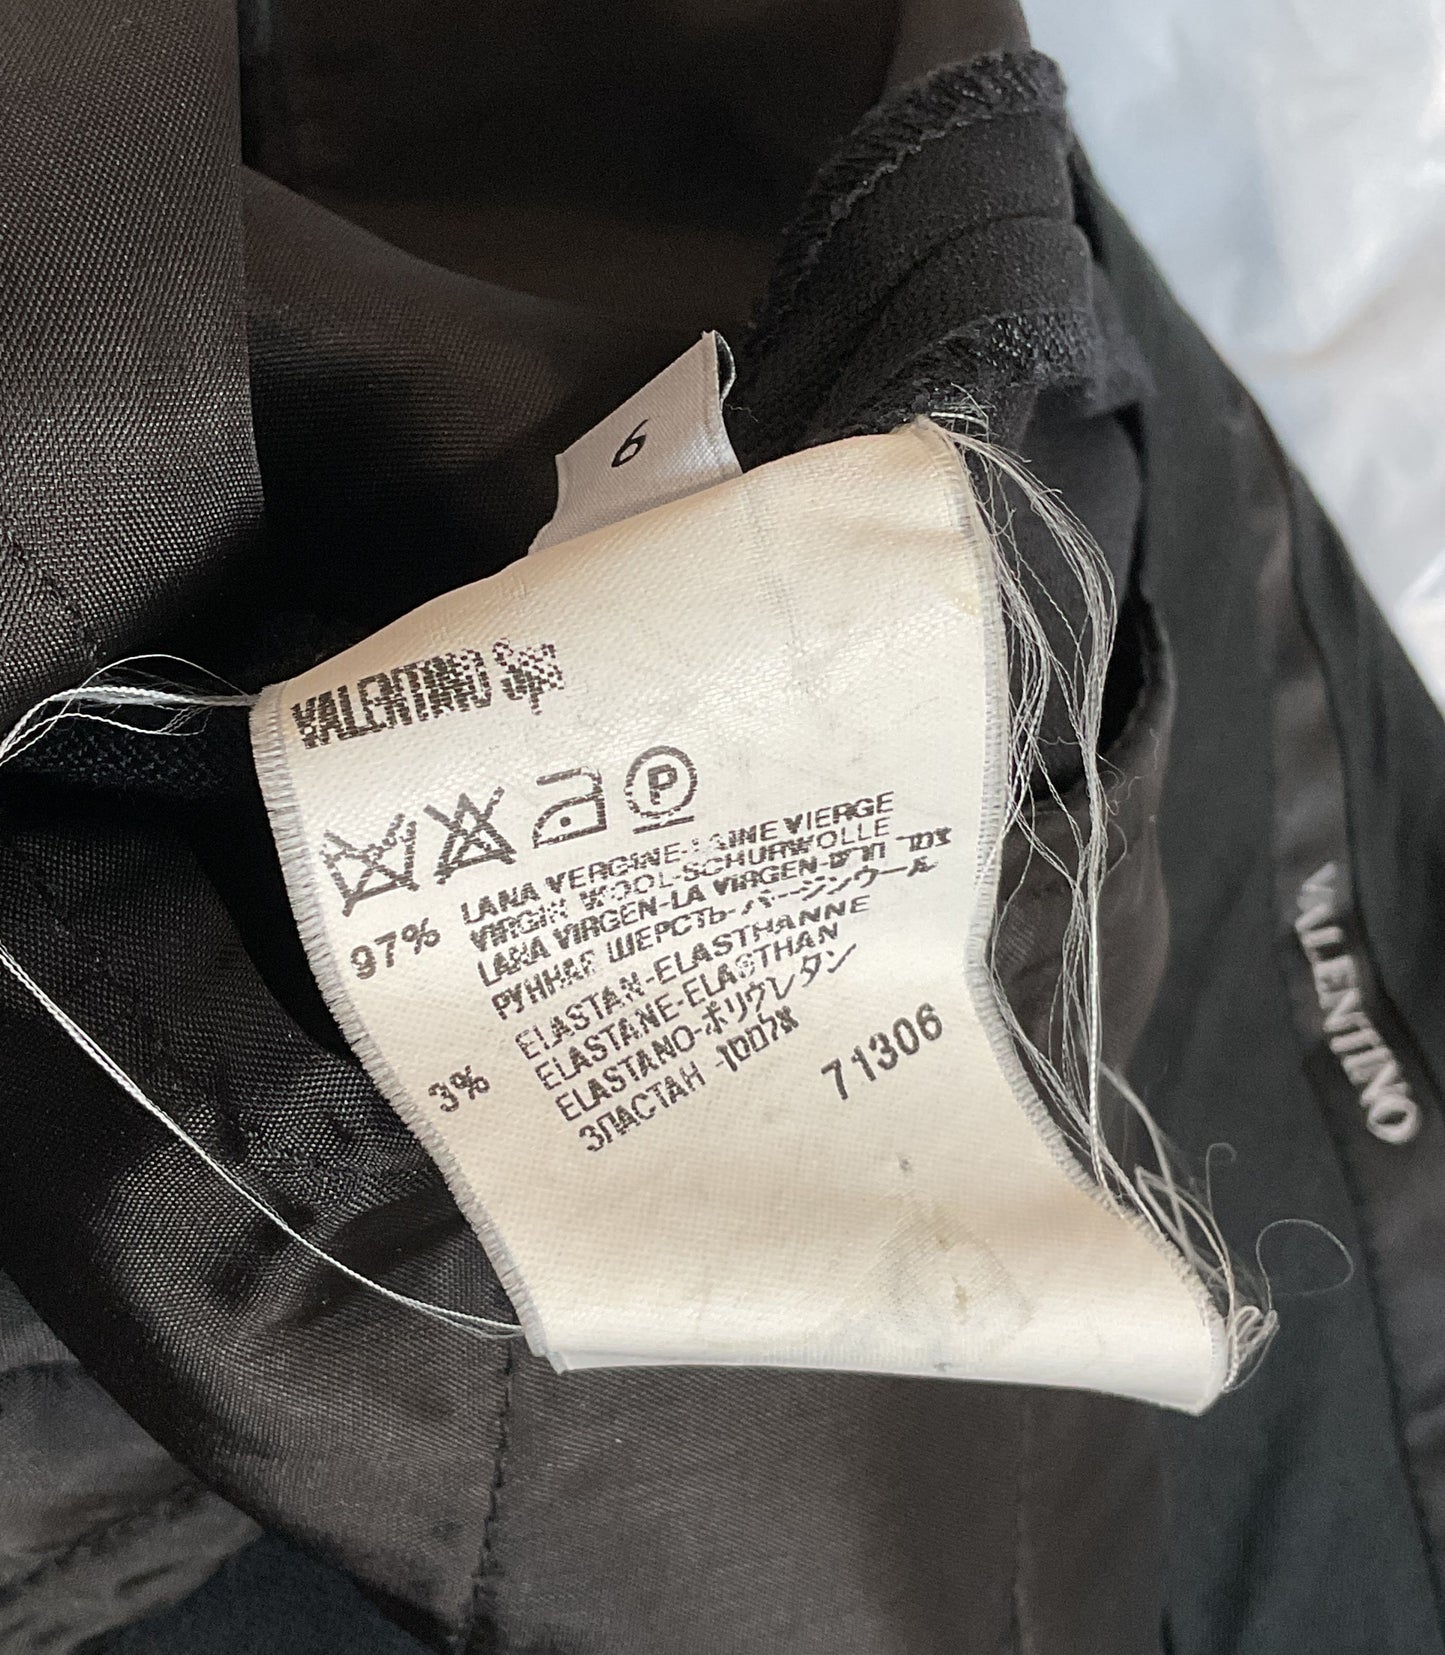 6
VALENTINO SpA
P
97%
LANA VERGINE-LAINE VIERGE
VIRGIN WOOL-SCHURWOLLE
LANA VIRGEN-LA VIRGEN-
РУННАЯ ШЕРСТЬ-バージンウール
3%
ELASTAN-ELASTHANNE
ELASTANE-ELASTHAN
ELASTANO-ポリウレタン
ЭЛАСТАН-
71306
VALENTINO